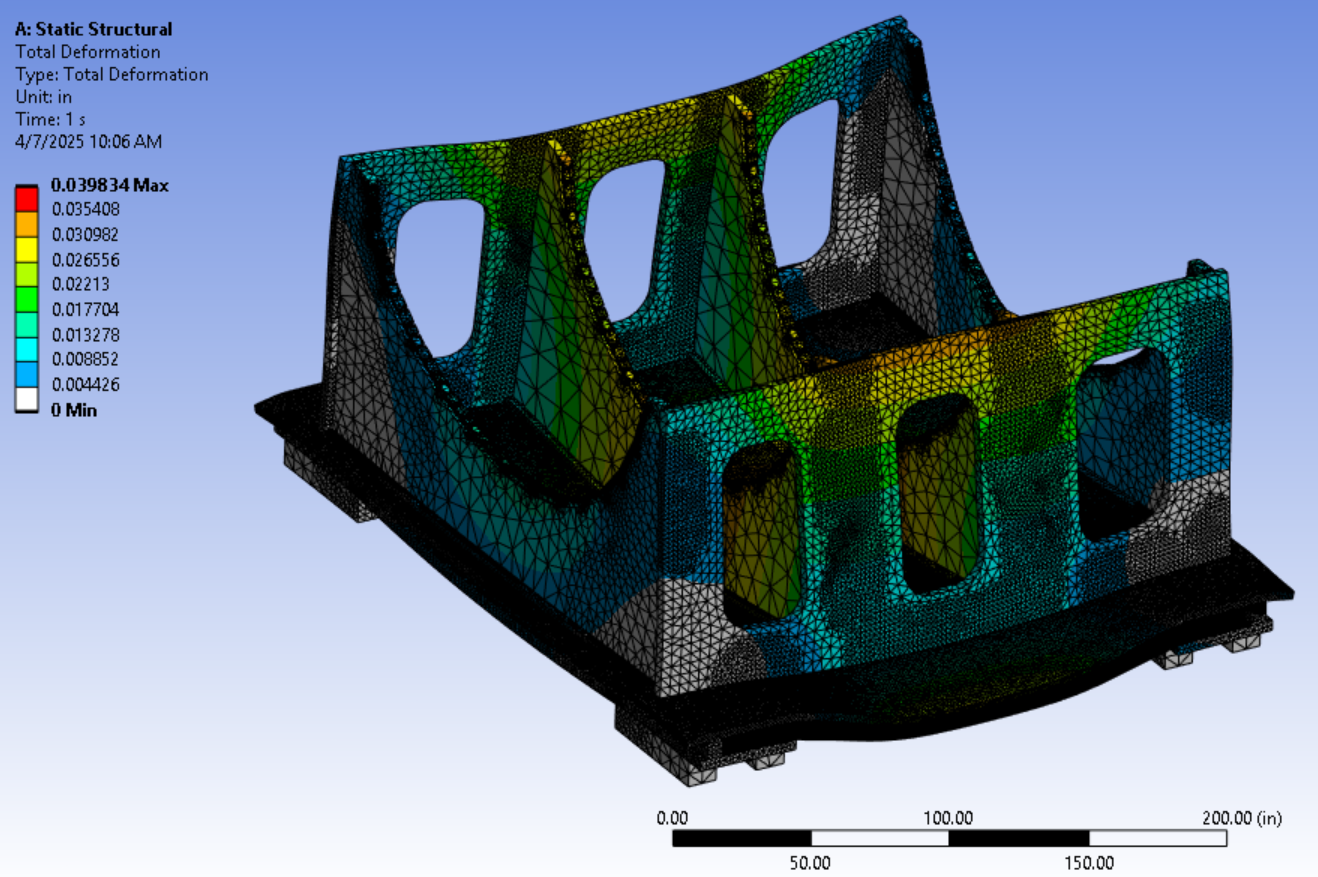 A: Static Structural
Total Deformation
Type: Total Deformation
Unit: in
Time: 1 s
4/7/2025 10:06 AM
0.039834 Max
0.035408
0.030982
0.026556
0.02213
0.017704
0.013278
0.008852
0.004426
0 Min
0.00 100.00 200.00 (in)
50.00 150.00